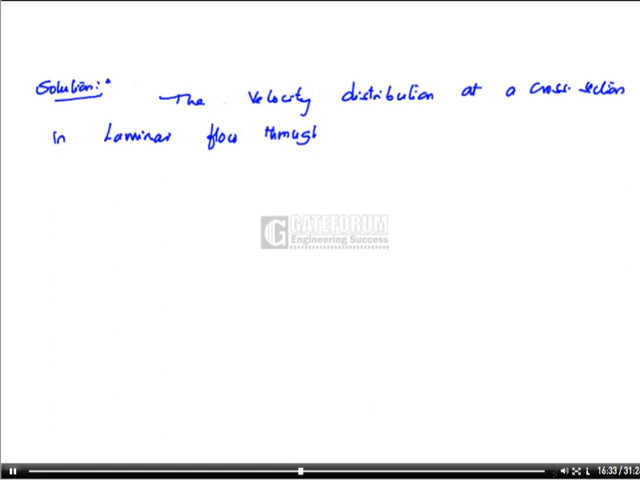 Solution:
The Velocity distribution at a cross-section
in Laminar flow through
GATEFORUM
Engineering Success
16:33 / 31:2